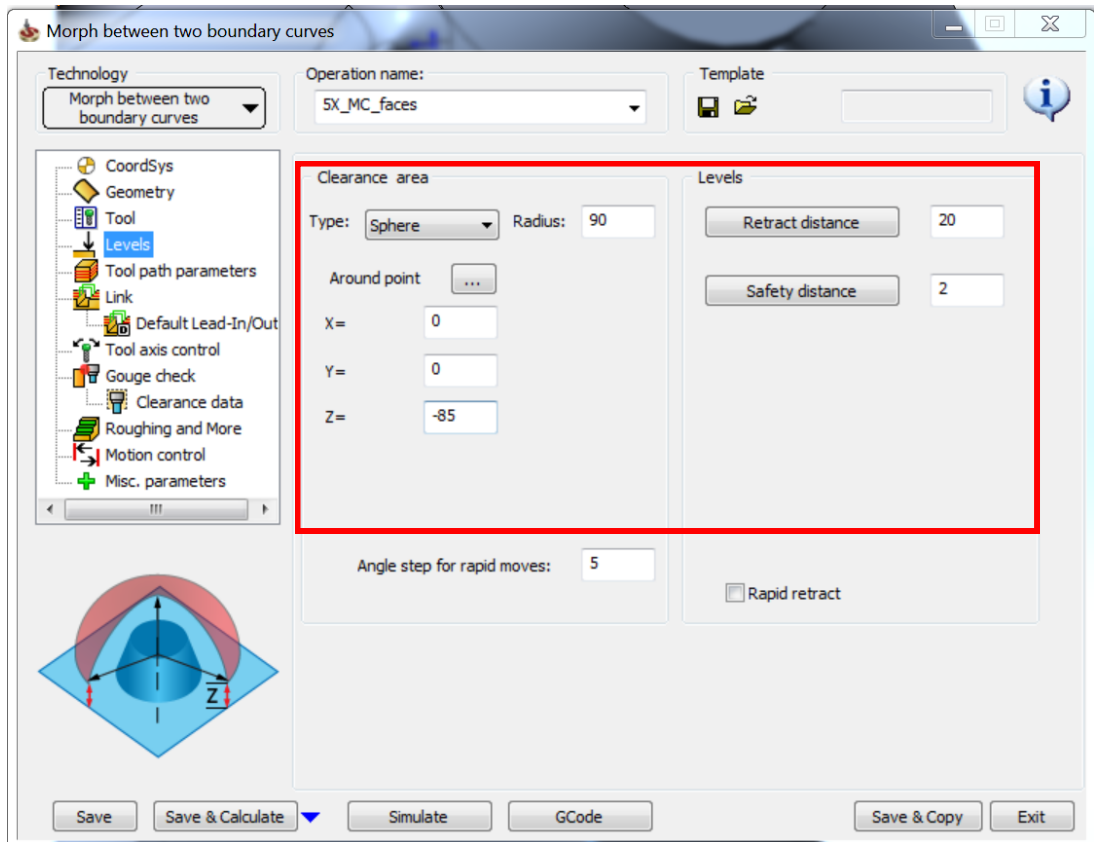 Morph between two boundary curves
Technology
Morph between two
boundary curves
Operation name:
5X_MC_faces
Template
CoordSys
Geometry
Tool
Levels
Tool path parameters
Link
Default Lead-In/Out
Tool axis control
Gouge check
Clearance data
Roughing and More
Motion control
Misc. parameters
Clearance area
Type: Sphere Radius: 90
Around point ...
X= 0
Y= 0
Z= -85
Angle step for rapid moves: 5
Levels
Retract distance 20
Safety distance 2
Rapid retract
Z
Save Save & Calculate Simulate GCode Save & Copy Exit